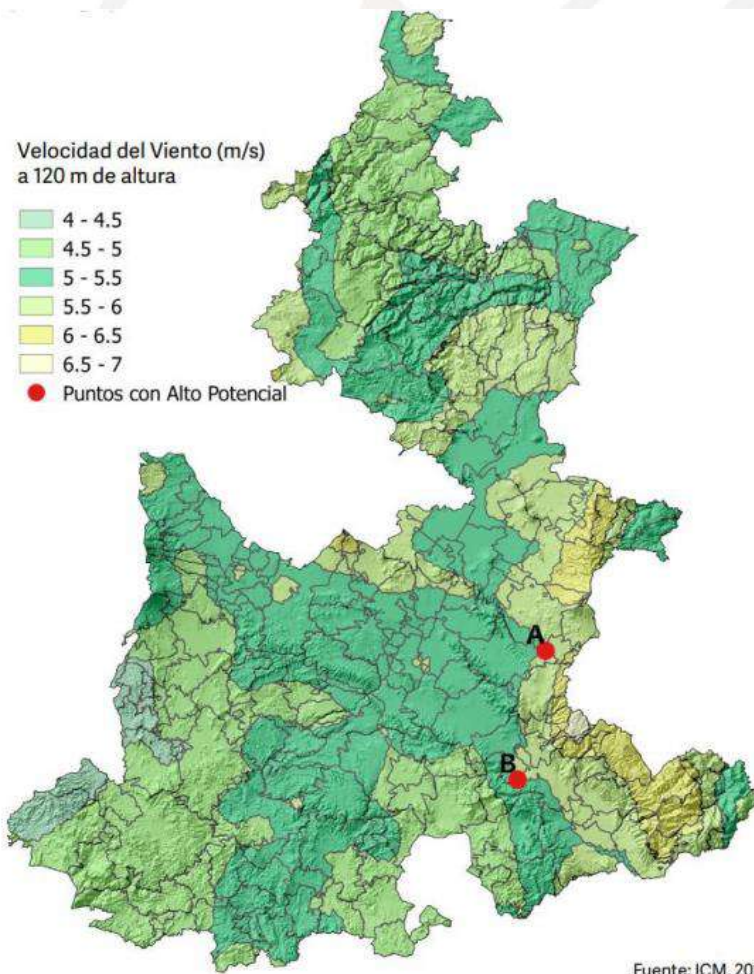 Velocidad del Viento (m/s)
a 120 m de altura
4 - 4.5
4.5 - 5
5 - 5.5
5.5 - 6
6 - 6.5
6.5 - 7
Puntos con Alto Potencial
A
B
Fuente: ICM, 20